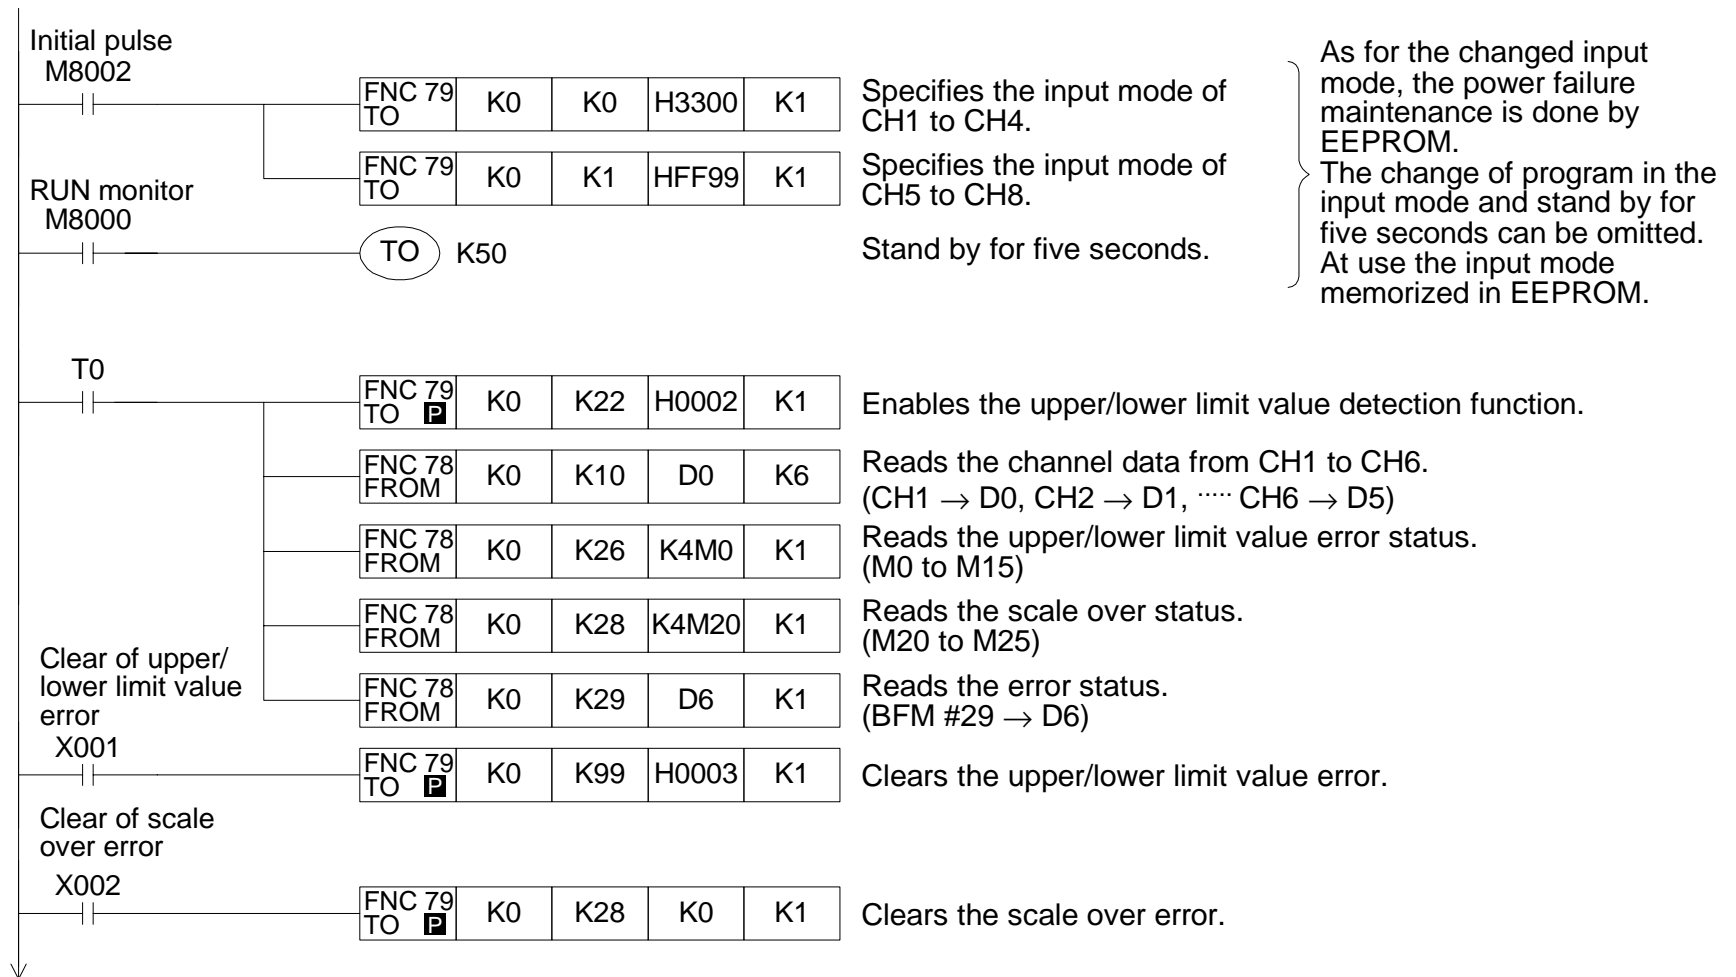 Initial pulse
M8002
FNC 79 TO K0 K0 H3300 K1
Specifies the input mode of
CH1 to CH4.
FNC 79 TO K0 K1 HFF99 K1
Specifies the input mode of
CH5 to CH8.
RUN monitor
M8000
TO K50
Stand by for five seconds.
As for the changed input
mode, the power failure
maintenance is done by
EEPROM.
The change of program in the
input mode and stand by for
five seconds can be omitted.
At use the input mode
memorized in EEPROM.
T0
FNC 79 TO P K0 K22 H0002 K1
Enables the upper/lower limit value detection function.
FNC 78 FROM K0 K10 D0 K6
Reads the channel data from CH1 to CH6.
(CH1 → D0, CH2 → D1, ····· CH6 → D5)
FNC 78 FROM K0 K26 K4M0 K1
Reads the upper/lower limit value error status.
(M0 to M15)
FNC 78 FROM K0 K28 K4M20 K1
Reads the scale over status.
(M20 to M25)
FNC 78 FROM K0 K29 D6 K1
Reads the error status.
(BFM #29 → D6)
Clear of upper/
lower limit value
error
X001
FNC 79 TO P K0 K99 H0003 K1
Clears the upper/lower limit value error.
Clear of scale
over error
X002
FNC 79 TO P K0 K28 K0 K1
Clears the scale over error.